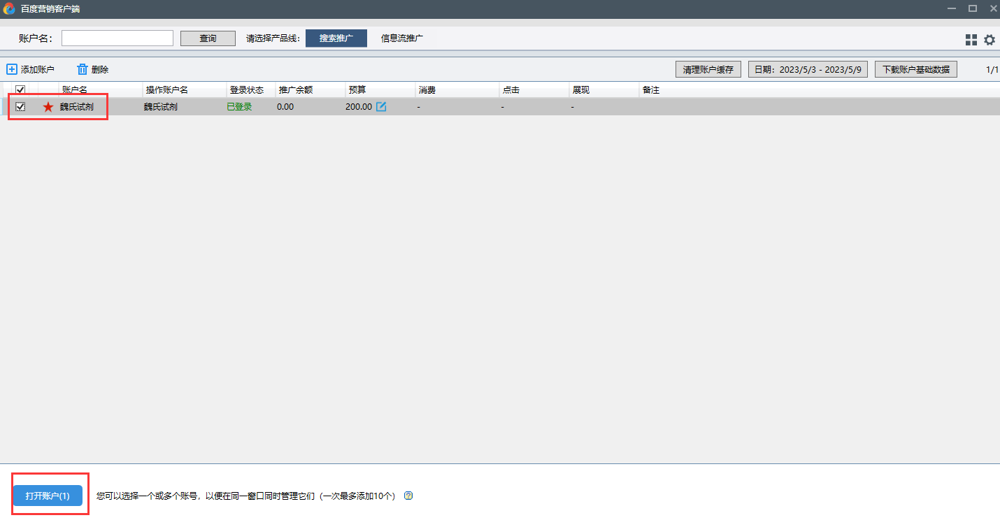 百度营销客户端
账户名： 查询 请选择产品线： 搜索推广 信息流推广
添加账户 删除 清理账户缓存 日期：2023/5/3 - 2023/5/9 下载账户基础数据 1/1
账户名 操作账户名 登录状态 推广余额 预算 消费 点击 展现 备注
魏氏试剂 魏氏试剂 已登录 0.00 200.00 - - -
打开账户(1) 您可以选择一个或多个账号，以便在同一窗口同时管理它们（一次最多添加10个） ?